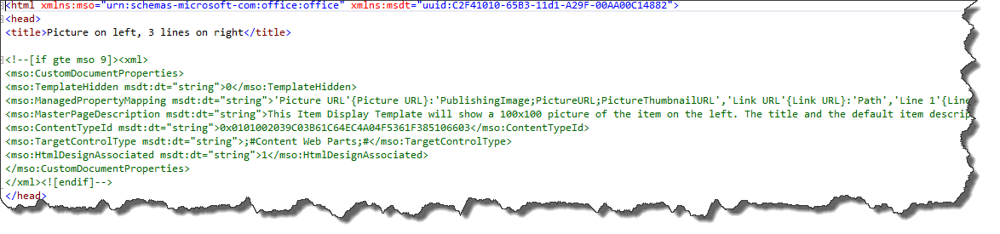 <html xmlns:mso="urn:schemas-microsoft-com:office:office" xmlns:msdt="uuid:C2F41010-65B3-11d1-A29F-00AA00C14882">
<head>
<title>Picture on left, 3 lines on right</title>
<!--[if gte mso 9]><xml>
<mso:CustomDocumentProperties>
<mso:TemplateHidden msdt:dt="string">0</mso:TemplateHidden>
<mso:ManagedPropertyMapping msdt:dt="string">'Picture URL'{Picture URL}:'PublishingImage;PictureURL;PictureThumbnailURL','Link URL'{Link URL}:'Path','Line 1'{Line
<mso:MasterPageDescription msdt:dt="string">This Item Display Template will show a 100x100 picture of the item on the left. The title and the default item descrip
<mso:ContentTypeId msdt:dt="string">0x0101002039C03B61C64EC4A04F5361F385106603</mso:ContentTypeId>
<mso:TargetControlType msdt:dt="string">;#Content Web Parts;#</mso:TargetControlType>
<mso:HtmlDesignAssociated msdt:dt="string">1</mso:HtmlDesignAssociated>
</mso:CustomDocumentProperties>
</xml><![endif]-->
</head>